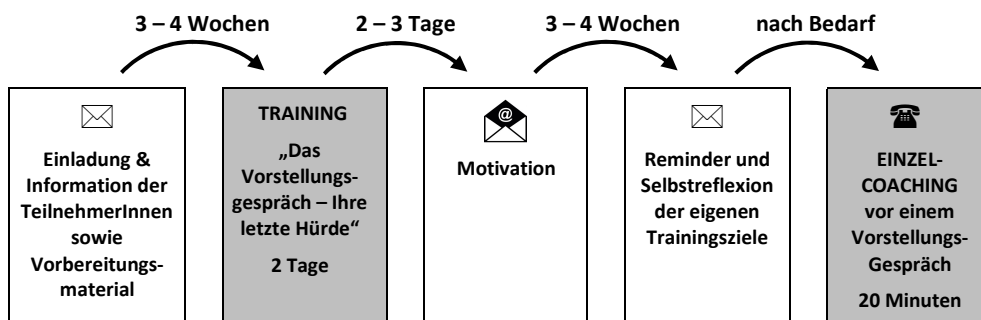 3 – 4 Wochen
2 – 3 Tage
3 – 4 Wochen
nach Bedarf
Einladung &
Information der
TeilnehmerInnen
sowie
Vorbereitungs-
material
TRAINING
„Das
Vorstellungs-
gespräch – Ihre
letzte Hürde“
2 Tage
@
Motivation
Reminder und
Selbstreflexion
der eigenen
Trainingsziele
EINZEL-
COACHING
vor einem
Vorstellungs-
Gespräch
20 Minuten